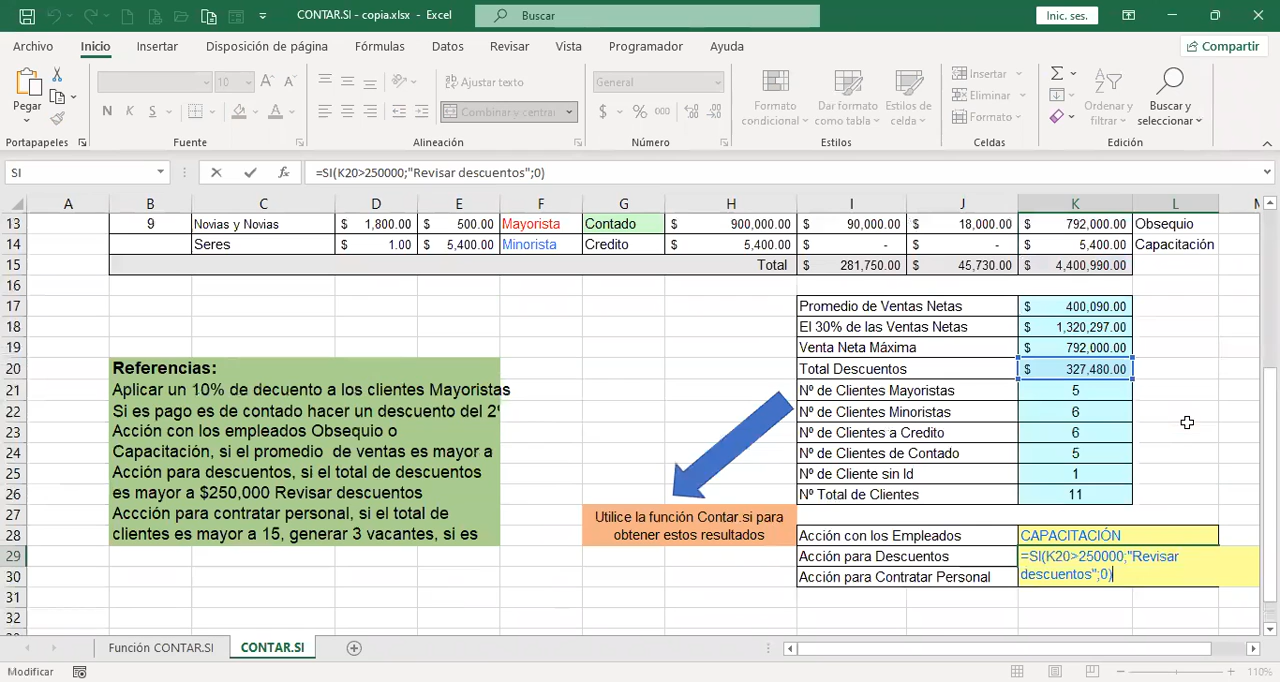 CONTAR.SI - copia.xlsx - Excel
Buscar
Inic. ses.
Archivo Inicio Insertar Disposición de página Fórmulas Datos Revisar Vista Programador Ayuda Compartir
Pegar
10
N K S
Ajustar texto
Combinar y centrar
General
$ % 000
Formato condicional
Dar formato como tabla
Estilos de celda
Insertar
Eliminar
Formato
Ordenar y filtrar
Buscar y seleccionar
Portapapeles Fuente Alineación Número Estilos Celdas Edición
SI =SI(K20>250000;"Revisar descuentos";0)
A B C D E F G H I J K L M
13 9 Novias y Novias $ 1,800.00 $ 500.00 Mayorista Contado $ 900,000.00 $ 90,000.00 $ 18,000.00 $ 792,000.00 Obsequio
14 Seres $ 1.00 $ 5,400.00 Minorista Credito $ 5,400.00 $ - $ - $ 5,400.00 Capacitación
15 Total $ 281,750.00 $ 45,730.00 $ 4,400,990.00
16
17 Promedio de Ventas Netas $ 400,090.00
18 El 30% de las Ventas Netas $ 1,320,297.00
19 Venta Neta Máxima $ 792,000.00
20 Total Descuentos $ 327,480.00
21 Nº de Clientes Mayoristas 5
22 Nº de Clientes Minoristas 6
23 Nº de Clientes a Credito 6
24 Nº de Clientes de Contado 5
25 Nº de Cliente sin Id 1
26 Nº Total de Clientes 11
27
28 Acción con los Empleados CAPACITACIÓN
29 Acción para Descuentos =SI(K20>250000;"Revisar
descuentos";0)
30 Acción para Contratar Personal
31
32
Referencias:
Aplicar un 10% de decuento a los clientes Mayoristas
Si es pago es de contado hacer un descuento del 2%
Acción con los empleados Obsequio o
Capacitación, si el promedio de ventas es mayor a
Acción para descuentos, si el total de descuentos
es mayor a $250,000 Revisar descuentos
Accción para contratar personal, si el total de
clientes es mayor a 15, generar 3 vacantes, si es
Utilice la función Contar.si para
obtener estos resultados
Función CONTAR.SI CONTAR.SI
Modificar 110%